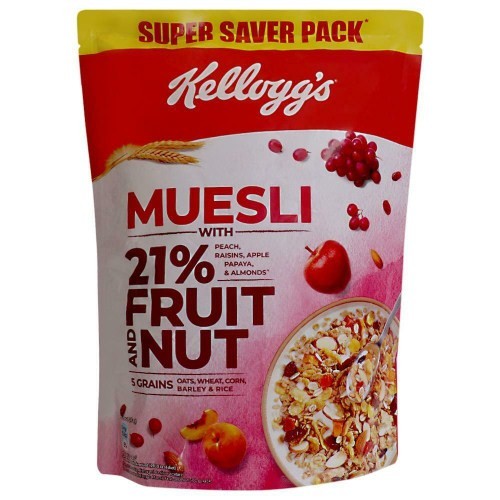 SUPER SAVER PACK*
Kellogg's
MUESLI
WITH
21%
PEACH,
RAISINS, APPLE
PAPAYA,
& ALMONDS
FRUIT
AND NUT
5 GRAINS
OATS, WHEAT, CORN,
BARLEY & RICE